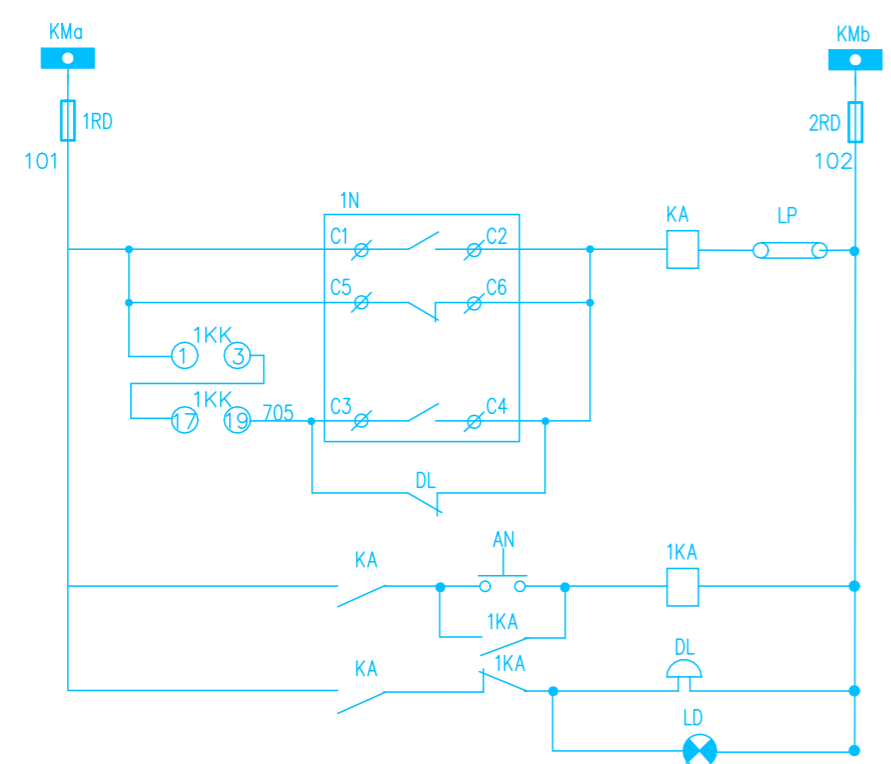 KMa
KMb
1RD
2RD
101
102
1N
KA
LP
C1
C2
C5
C6
1KK
1
3
1KK
17
19
705
C3
C4
DL
AN
KA
1KA
1KA
KA
1KA
DL
LD